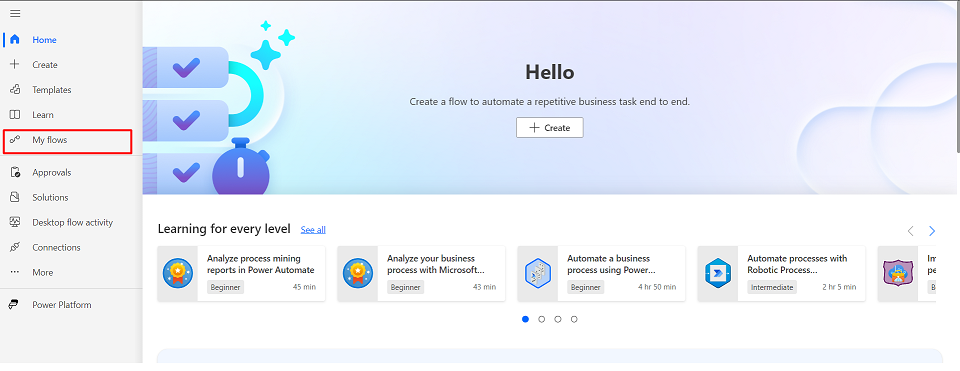 Home
Create
Templates
Learn
My flows
Approvals
Solutions
Desktop flow activity
Connections
More
Power Platform
Hello
Create a flow to automate a repetitive business task end to end.
Create
Learning for every level See all
Analyze process mining
reports in Power Automate
Beginner 45 min
Analyze your business
process with Microsoft...
Beginner 43 min
Automate a business
process using Power...
Beginner 4 hr 50 min
Automate processes with
Robotic Process...
Intermediate 2 hr 5 min
Im
pe
B